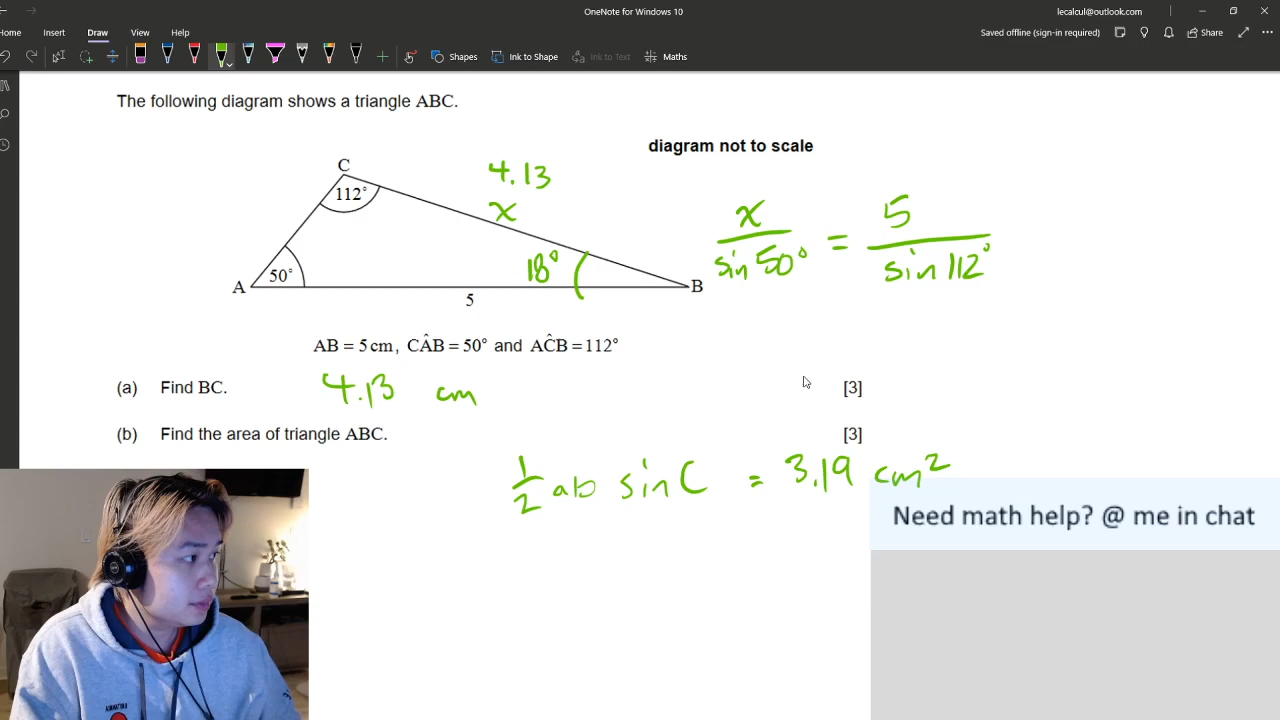 OneNote for Windows 10
lecalcul@outlook.com
Home Insert Draw View Help
Saved offline (sign-in required) Share
Shapes Ink to Shape Ink to Text Maths
The following diagram shows a triangle ABC.
diagram not to scale
C
112°
4.13
x
50°
18°
A
B
5
x/sin 50° = 5/sin 112°
AB = 5 cm, CÂB = 50° and AĈB = 112°
(a) Find BC. 4.13 cm [3]
(b) Find the area of triangle ABC. [3]
1/2 ab sin C = 3.19 cm²
Need math help? @ me in chat